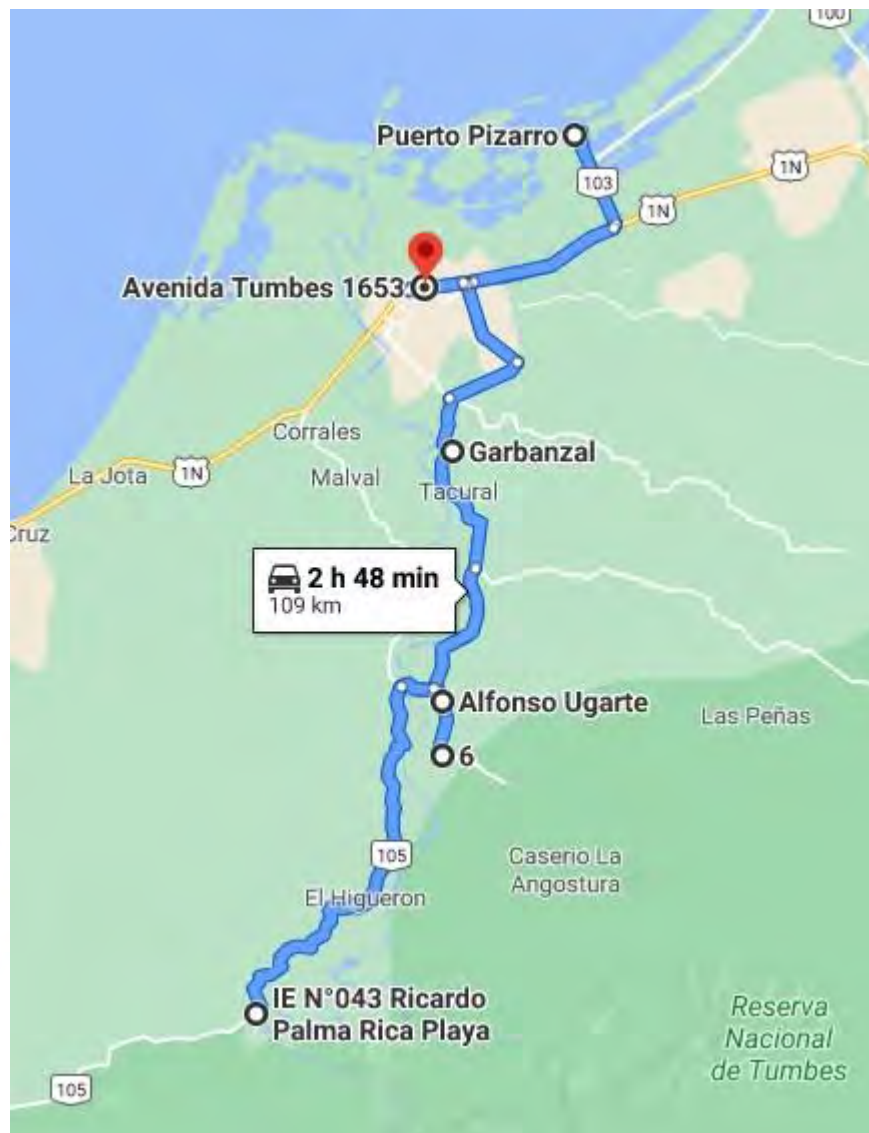 100
Puerto Pizarro
103
1N
1N
Avenida Tumbes 1653
Corrales
Garbanzal
La Jota
1N
Malval
Tacural
Cruz
2 h 48 min
109 km
Alfonso Ugarte
Las Peñas
6
105
Caserio La
Angostura
El Higueron
IE N°043 Ricardo
Palma Rica Playa
Reserva
Nacional
de Tumbes
105